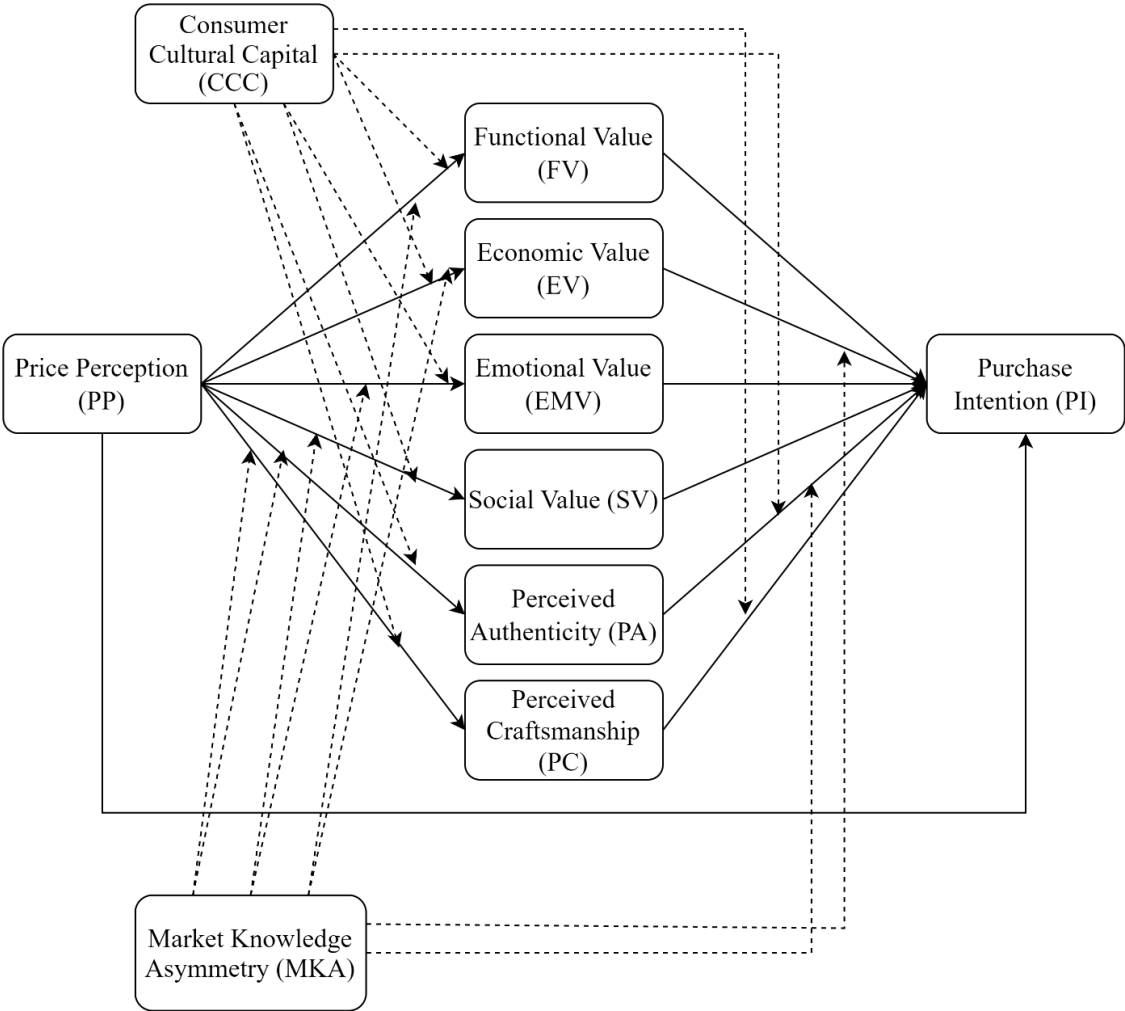 Consumer
Cultural Capital
(CCC)
Functional Value
(FV)
Economic Value
(EV)
Price Perception
(PP)
Emotional Value
(EMV)
Purchase
Intention (PI)
Social Value (SV)
Perceived
Authenticity (PA)
Perceived
Craftsmanship
(PC)
Market Knowledge
Asymmetry (MKA)